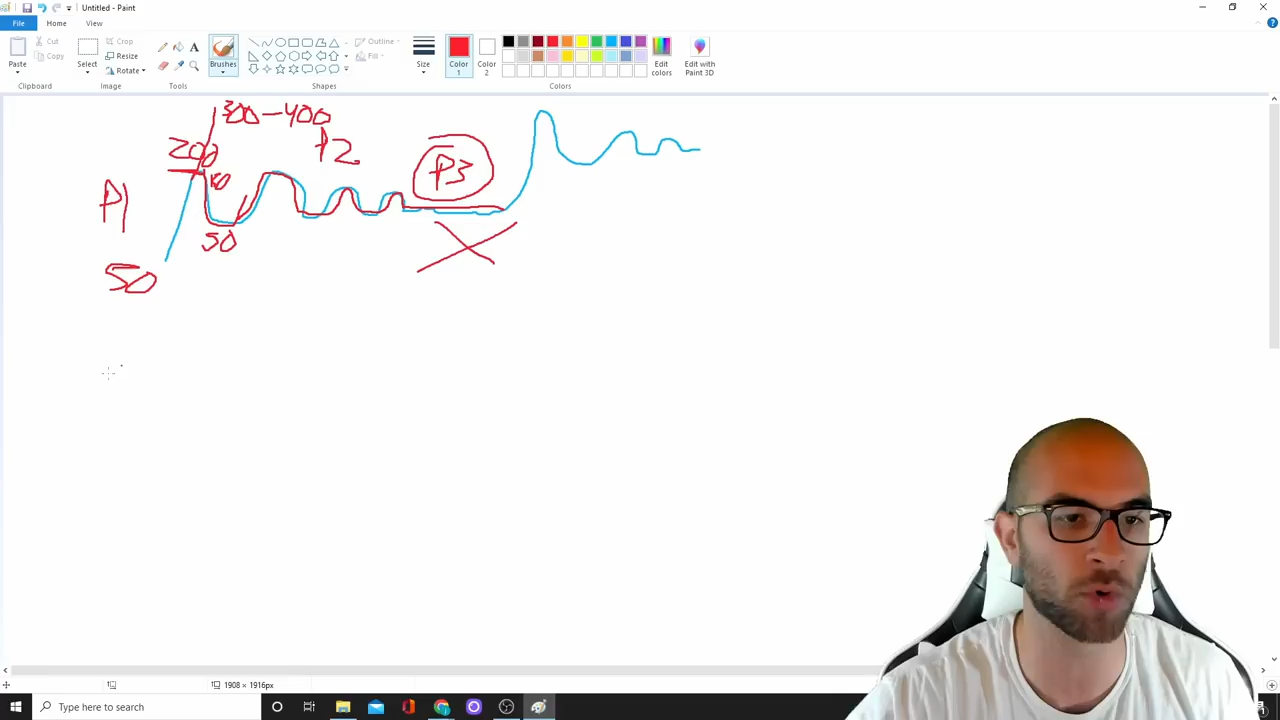 Untitled - Paint
File Home View
Paste
Cut
Copy
Clipboard
Select
Crop
Resize
Rotate
Image
A
Tools
Brushes
Outline
Fill
Shapes
Size
Color 1
Color 2
Edit colors
Edit with Paint 3D
Colors
300-400
200
P2
P3
P1
50
50
1908 × 1916px
Type here to search